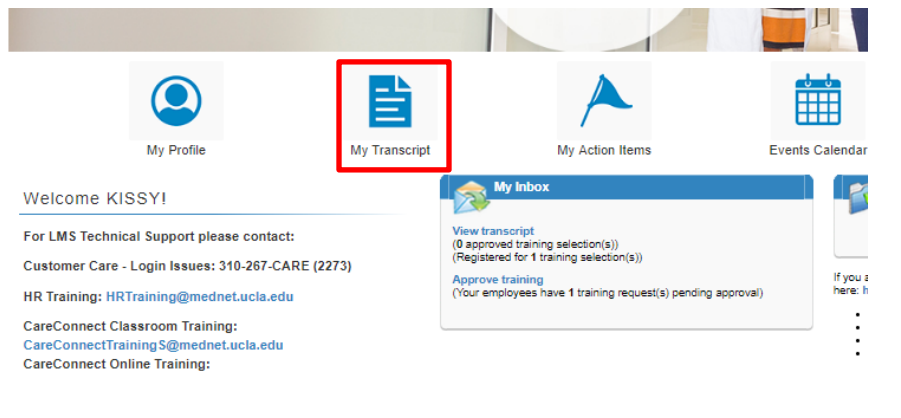 My Profile
My Transcript
My Action Items
Events Calendar
Welcome KISSY!
For LMS Technical Support please contact:
Customer Care - Login Issues: 310-267-CARE (2273)
HR Training: HRTraining@mednet.ucla.edu
CareConnect Classroom Training:
CareConnectTrainingS@mednet.ucla.edu
CareConnect Online Training:
My Inbox
View transcript
(0 approved training selection(s))
(Registered for 1 training selection(s))
Approve training
(Your employees have 1 training request(s) pending approval)
If you
here: